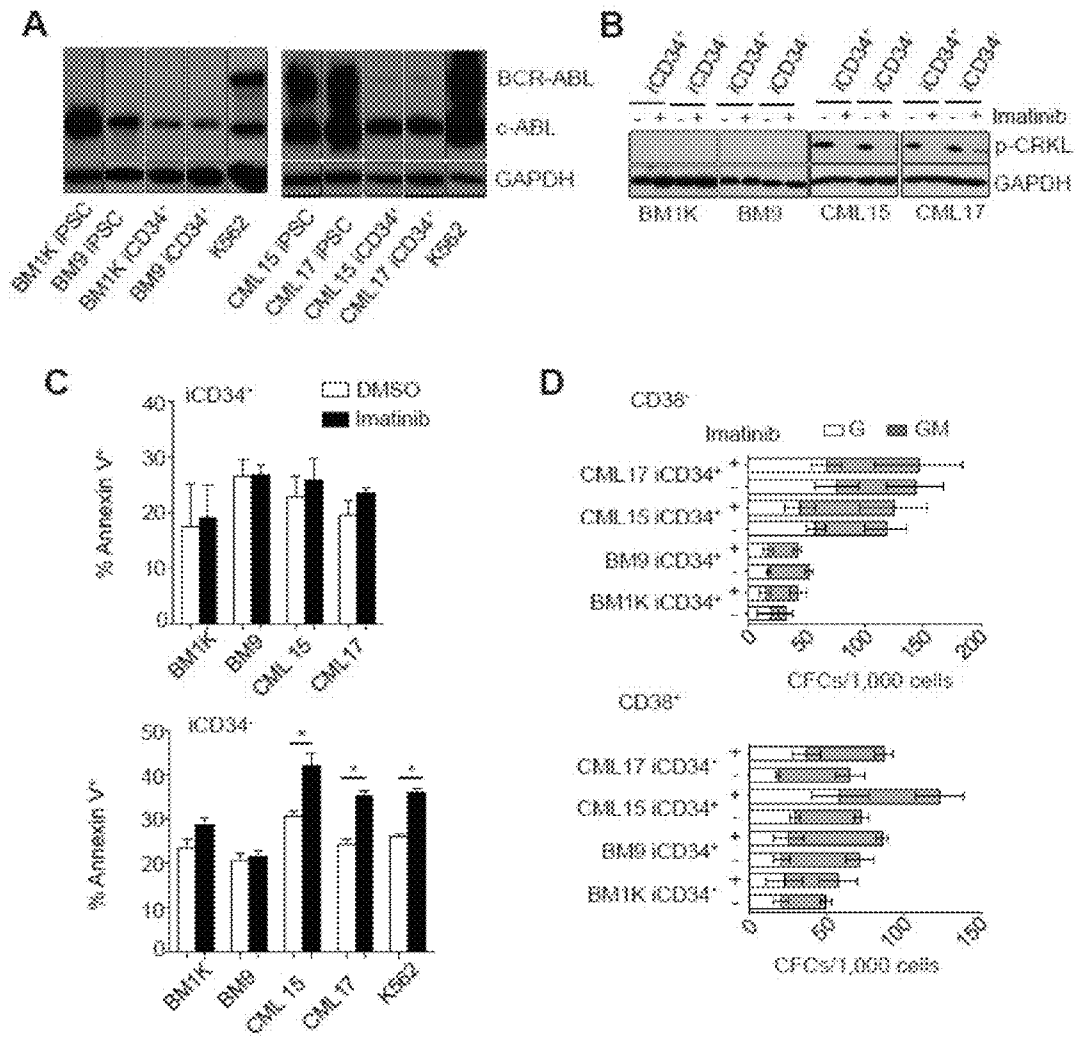 A
BCR-ABL
c-ABL
GAPDH
BM1K iPSC
BM9 iPSC
BM1K iCD34+
BM9 iCD34+
K562
CML15 iPSC
CML17 iPSC
CML15 iCD34+
CML17 iCD34+
K562
B
iCD34+
iCD34-
iCD34+
iCD34-
iCD34+
iCD34-
iCD34+
iCD34-
- + - + - + - + - + - + - + - + Imatinib
p-CRKL
GAPDH
BM1K BM9 CML15 CML17
C
iCD34+
DMSO
Imatinib
% Annexin V+
40
30
20
10
0
BM1K
BM9
CML 15
CML17
iCD34-
% Annexin V+
50
40
30
20
10
0
* * *
BM1K
BM9
CML 15
CML17
K562
D
CD38-
Imatinib G GM
CML17 iCD34+ +
-
CML15 iCD34+ +
-
BM9 iCD34+ +
-
BM1K iCD34+ +
-
0 50 100 150 200
CFCs/1,000 cells
CD38+
CML17 iCD34+ +
-
CML15 iCD34+ +
-
BM9 iCD34+ +
-
BM1K iCD34+ +
-
0 50 100 150
CFCs/1,000 cells